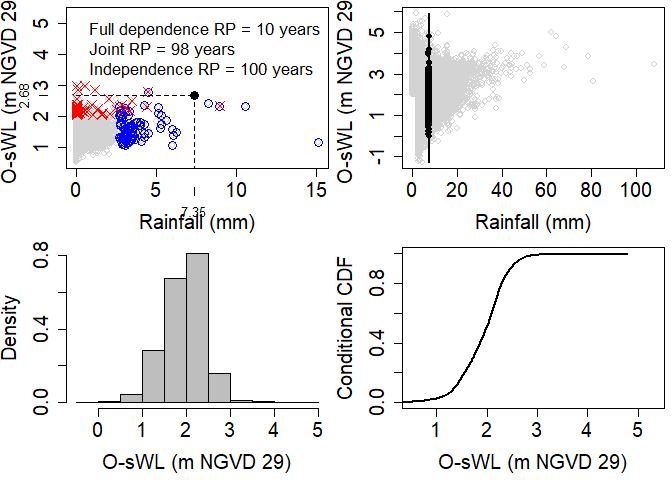 Full dependence RP = 10 years
Joint RP = 98 years
Independence RP = 100 years
O-sWL (m NGVD 29)
5
4
3
2
1
2.68
0 5 10 15
7.35
Rainfall (mm)
O-sWL (m NGVD 29)
5
3
1
-1
0 20 40 60 80 100
Rainfall (mm)
Density
0.8
0.4
0.0
0 1 2 3 4 5
O-sWL (m NGVD 29)
Conditional CDF
0.8
0.4
0.0
1 2 3 4 5
O-sWL (m NGVD 29)